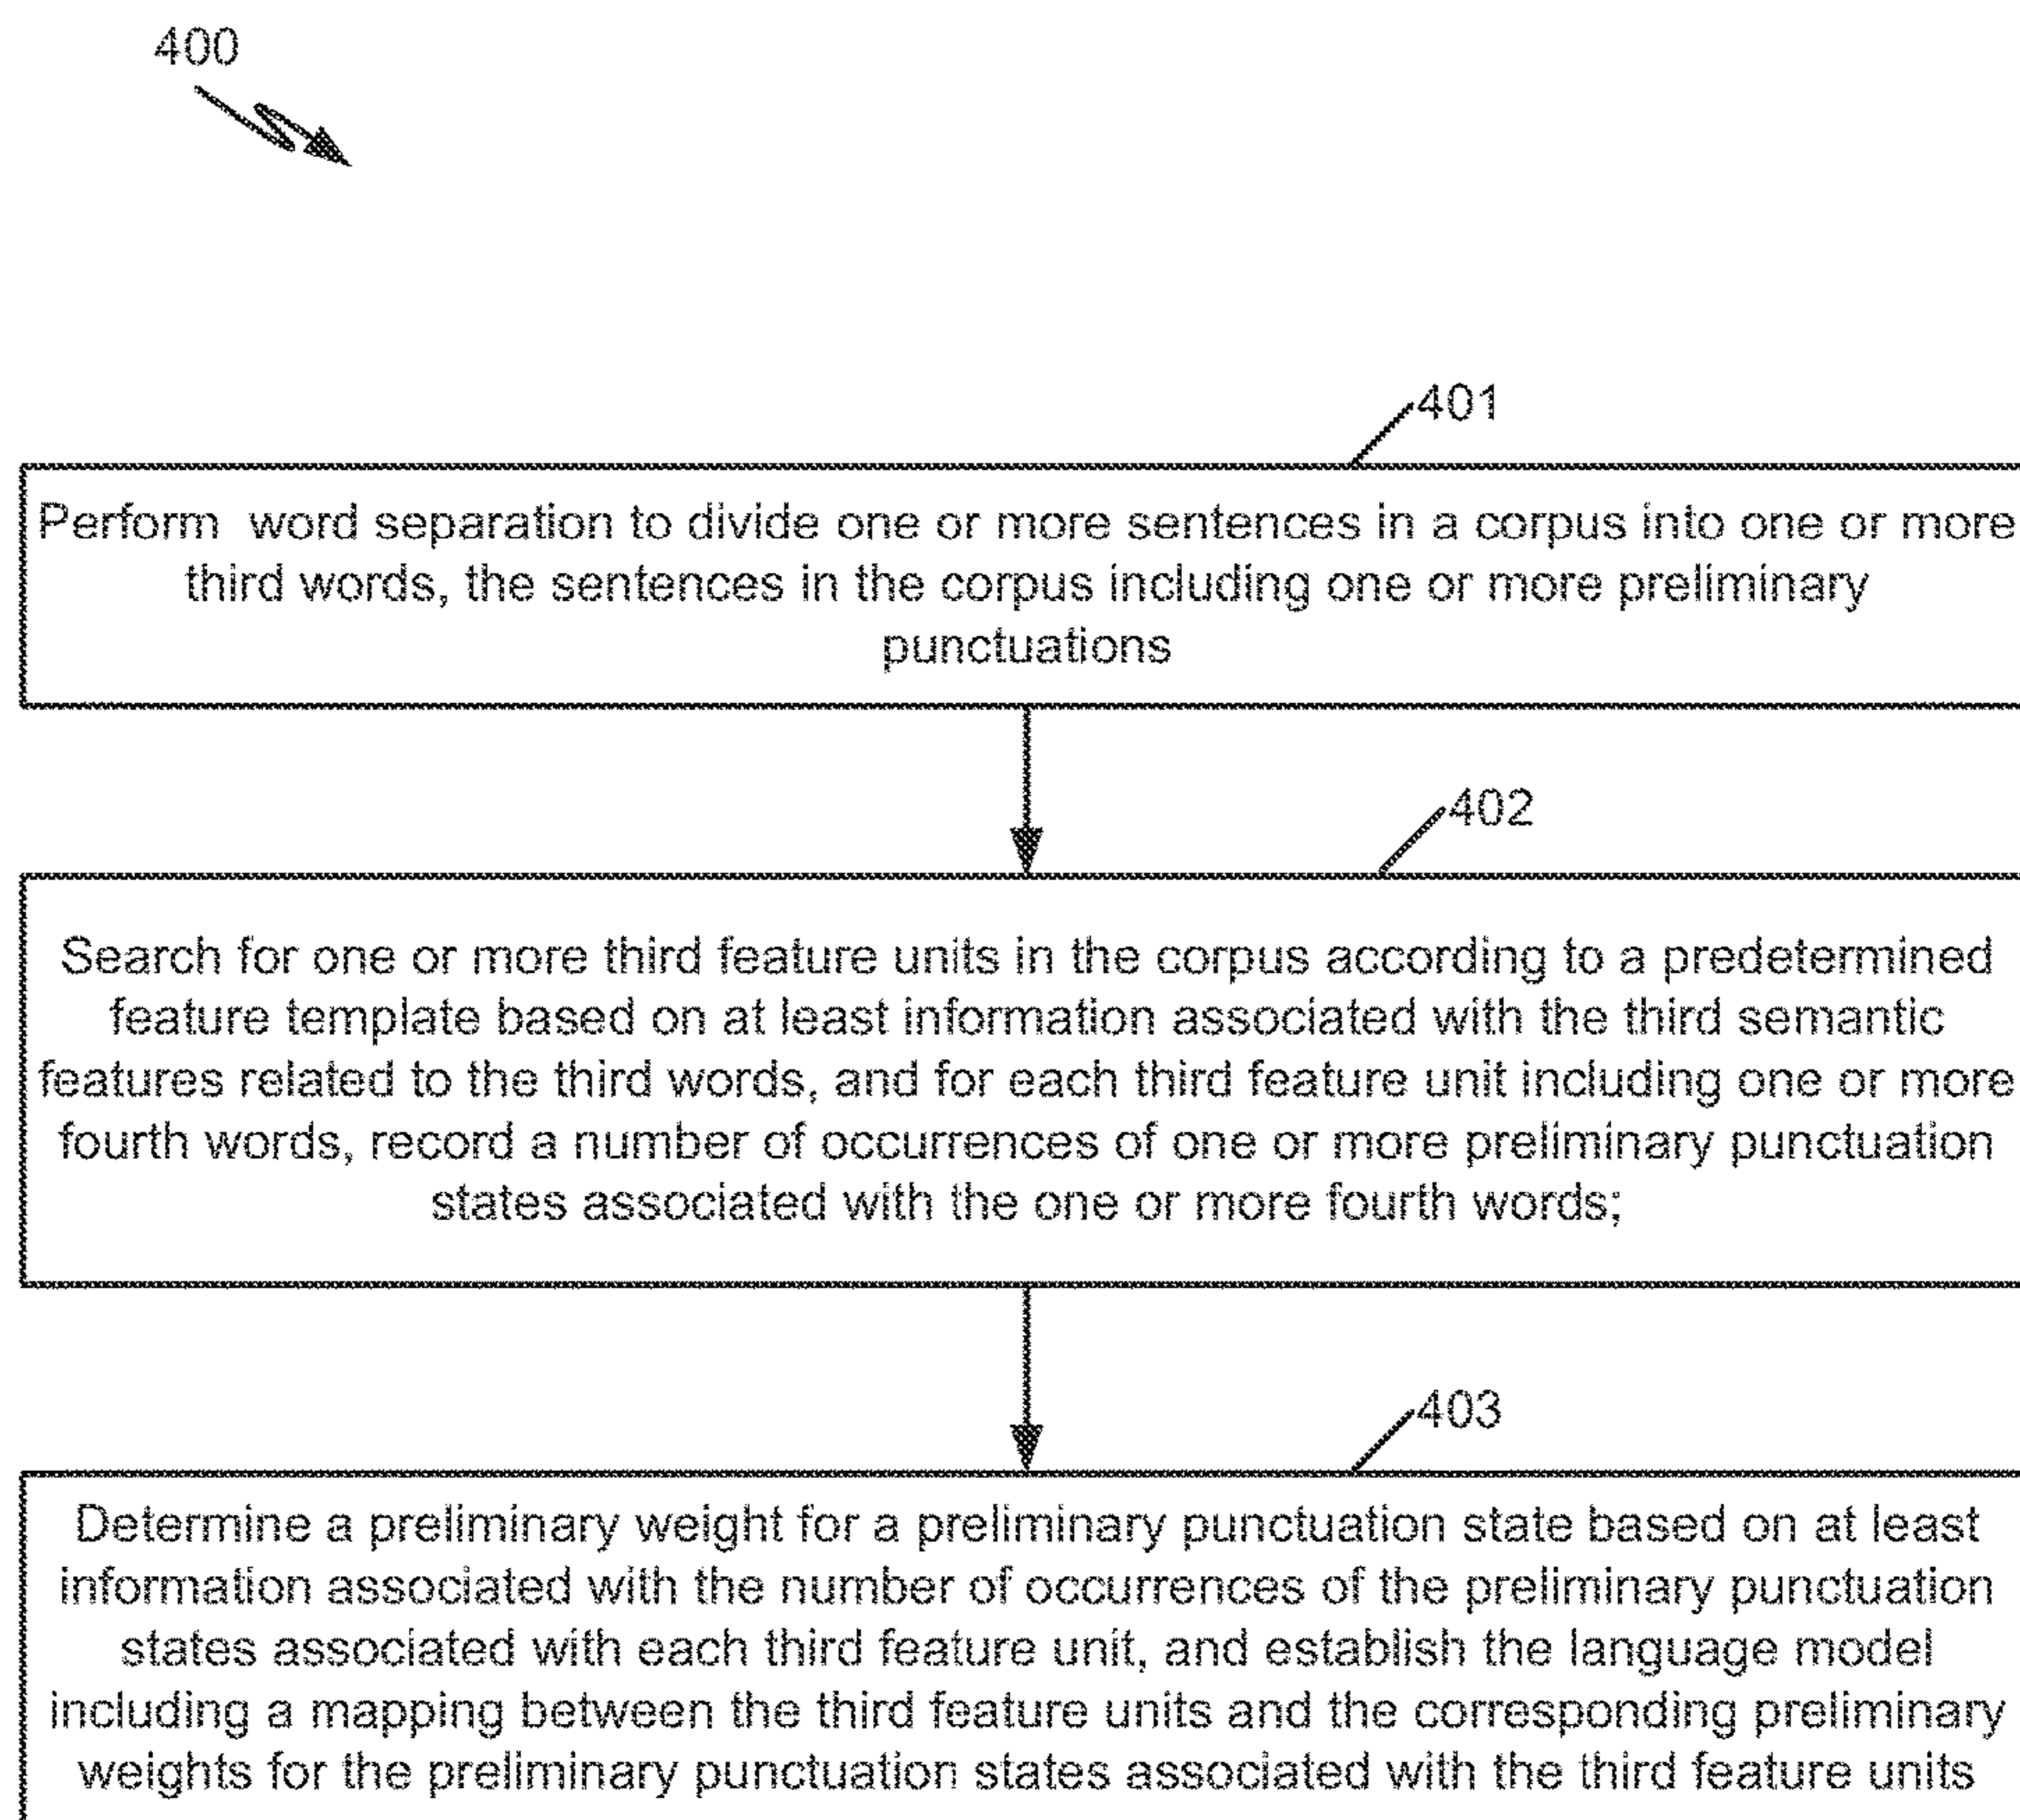 400
401
Perform word separation to divide one or more sentences in a corpus into one or more
third words, the sentences in the corpus including one or more preliminary
punctuations
402
Search for one or more third feature units in the corpus according to a predetermined
feature template based on at least information associated with the third semantic
features related to the third words, and for each third feature unit including one or more
fourth words, record a number of occurrences of one or more preliminary punctuation
states associated with the one or more fourth words;
403
Determine a preliminary weight for a preliminary punctuation state based on at least
information associated with the number of occurrences of the preliminary punctuation
states associated with each third feature unit, and establish the language model
including a mapping between the third feature units and the corresponding preliminary
weights for the preliminary punctuation states associated with the third feature units